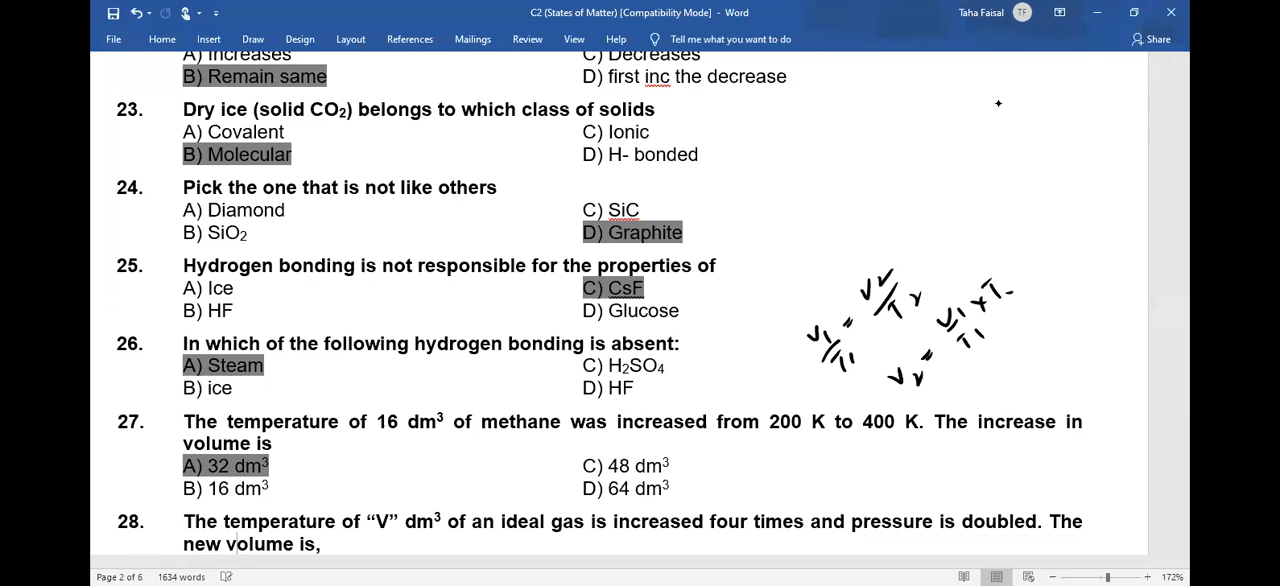 C2 (States of Matter) [Compatibility Mode] - Word
Taha Faisal TF
File Home Insert Draw Design Layout References Mailings Review View Help Tell me what you want to do Share
A) Increases C) Decreases
B) Remain same D) first inc the decrease
23. Dry ice (solid CO₂) belongs to which class of solids
A) Covalent C) Ionic
B) Molecular D) H- bonded
24. Pick the one that is not like others
A) Diamond C) SiC
B) SiO₂ D) Graphite
25. Hydrogen bonding is not responsible for the properties of
A) Ice C) CsF
B) HF D) Glucose
26. In which of the following hydrogen bonding is absent:
A) Steam C) H₂SO₄
B) ice D) HF
27. The temperature of 16 dm³ of methane was increased from 200 K to 400 K. The increase in
volume is
A) 32 dm³ C) 48 dm³
B) 16 dm³ D) 64 dm³
28. The temperature of “V” dm³ of an ideal gas is increased four times and pressure is doubled. The
new volume is,
Page 2 of 6 1634 words 172%